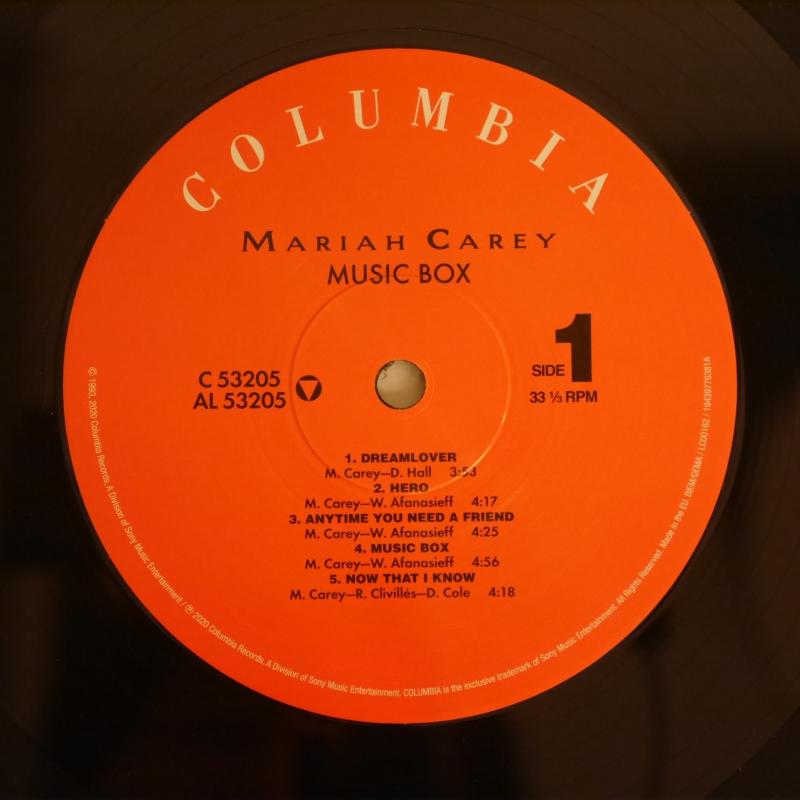 COLUMBIA
MARIAH CAREY
MUSIC BOX
C 53205
AL 53205
SIDE 1
33 ⅓ RPM
1. DREAMLOVER
M. Carey—D. Hall 3:53
2. HERO
M. Carey—W. Afanasieff 4:17
3. ANYTIME YOU NEED A FRIEND
M. Carey—W. Afanasieff 4:25
4. MUSIC BOX
M. Carey—W. Afanasieff 4:56
5. NOW THAT I KNOW
M. Carey—R. Clivillés—D. Cole 4:18
© 1993, 2020 Columbia Records, A Division of Sony Music Entertainment / ℗ 2020 Columbia Records, A Division of Sony Music Entertainment. COLUMBIA is the exclusive trademark of Sony Music Entertainment. All Rights Reserved. Made in the EU. BIEM/GEMA / LC00162 / 19439776381A